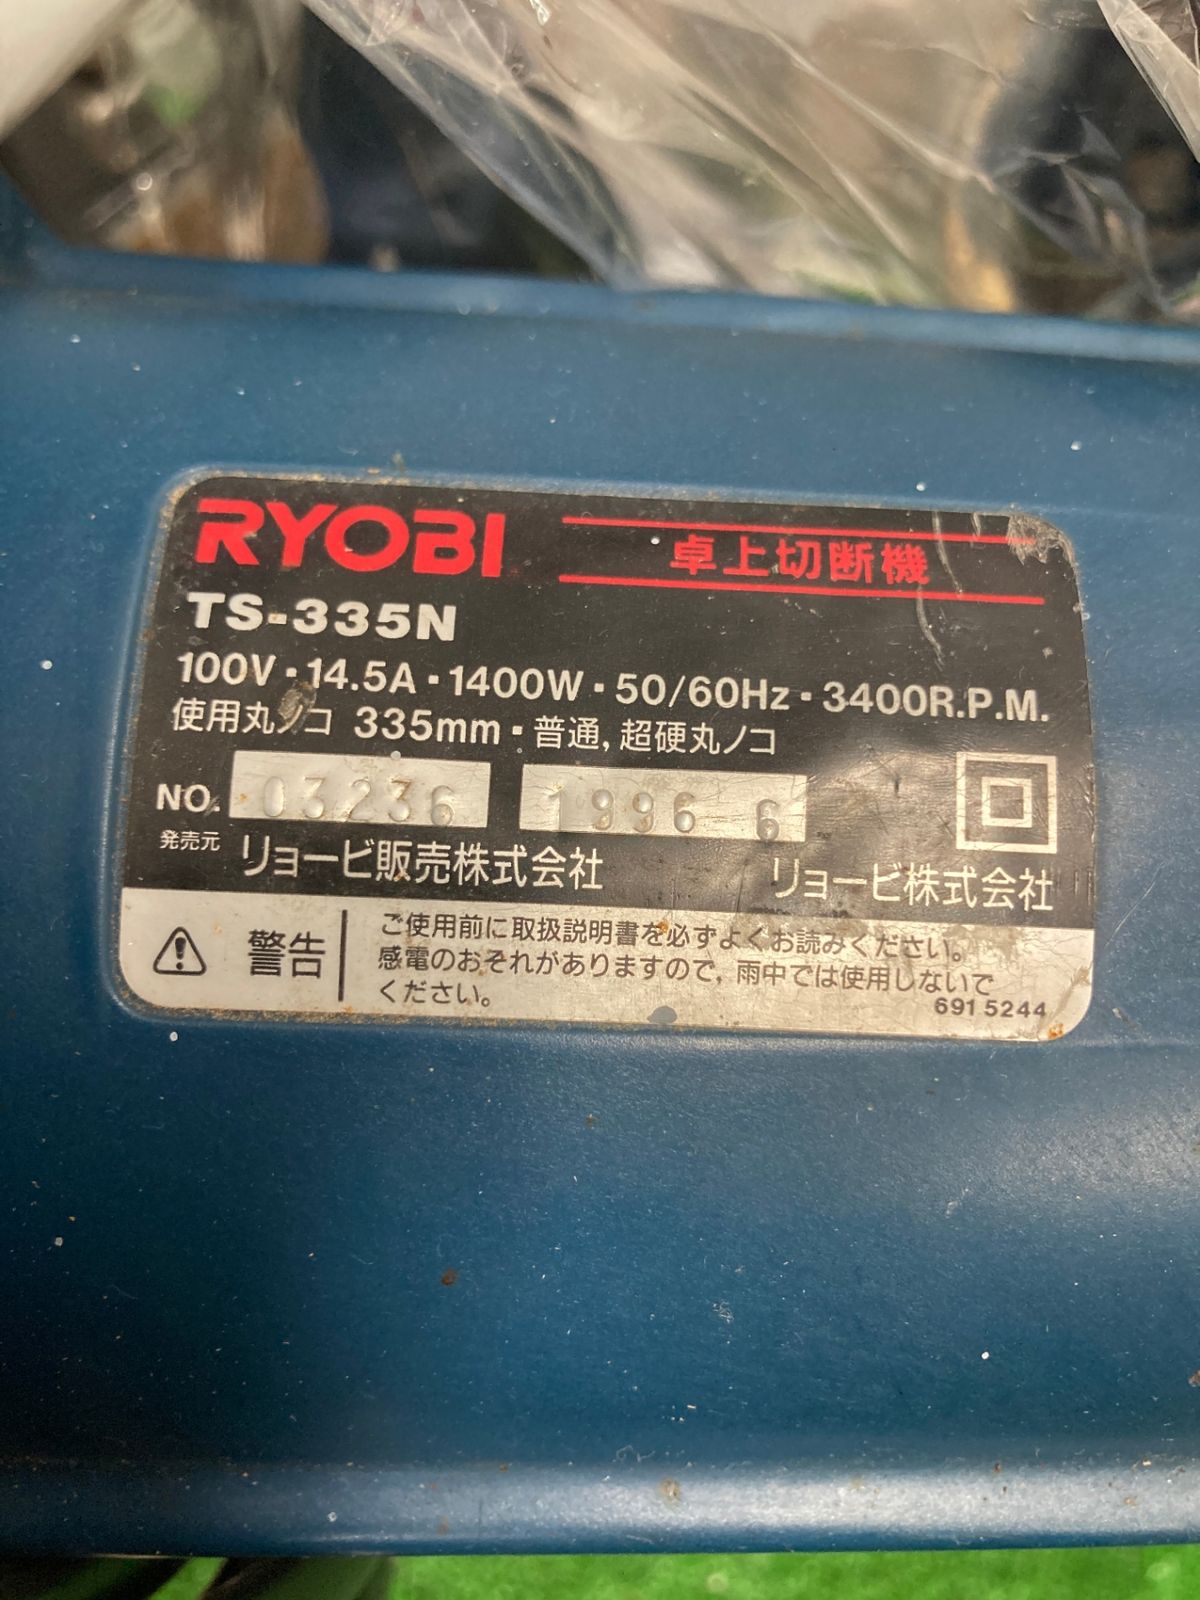 RYOBI 卓上切断機
TS-335N
100V・14.5A・1400W・50/60Hz・3400R.P.M.
使用丸ノコ 335mm・普通, 超硬丸ノコ
NO. 03236 1996 6
発売元 リョービ販売株式会社 リョービ株式会社
警告
ご使用前に取扱説明書を必ずよくお読みください。
感電のおそれがありますので, 雨中では使用しないで
ください。
691 5244